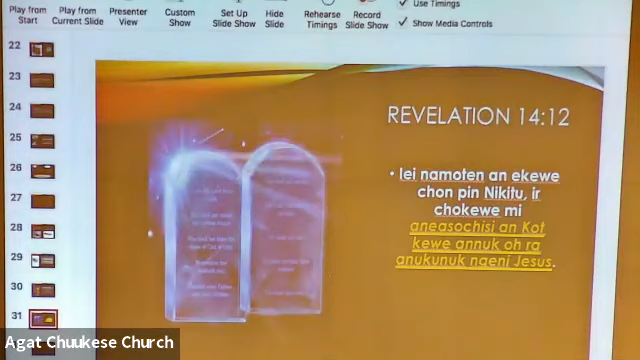 Play from Start
Play from Current Slide
Presenter View
Custom Show
Set Up Slide Show
Hide Slide
Rehearse Timings
Record Slide Show
Use Timings
Show Media Controls
22
23
24
25
26
27
28
29
30
31
REVELATION 14:12
• Iei namoten an ekewe
chon pin Nikitu, ir
chokewe mi
aneasochisi an Kot
kewe annuk oh ra
anukunuk ngeni Jesus.
Agat Chuukese Church